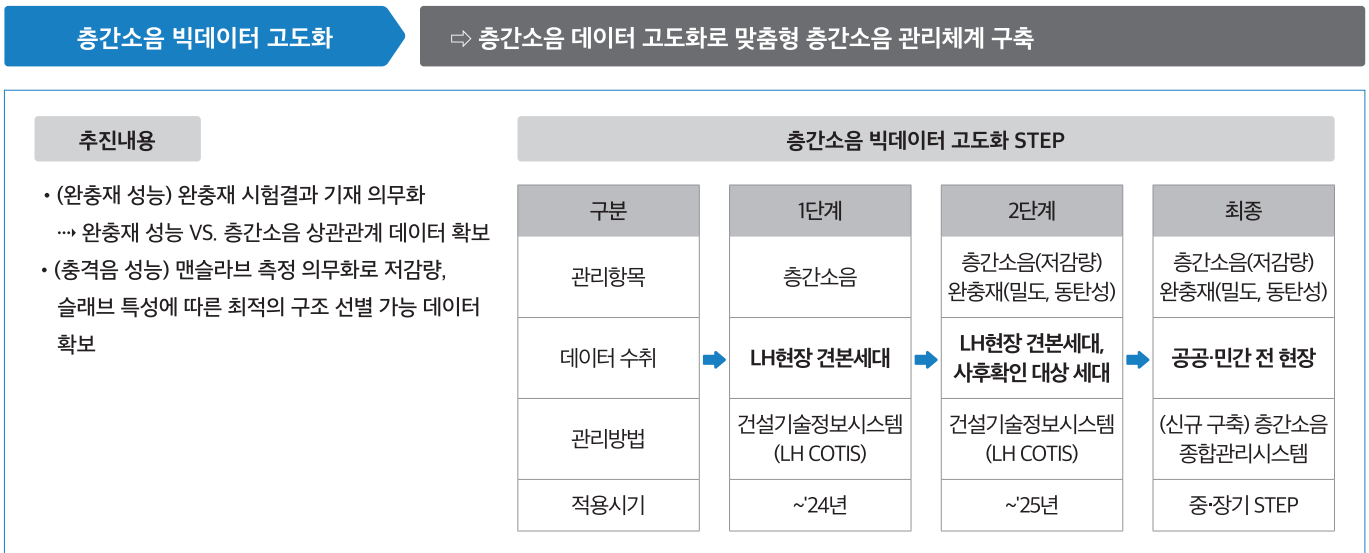 층간소음 빅데이터 고도화
⇨ 층간소음 데이터 고도화로 맞춤형 층간소음 관리체계 구축
추진내용
• (완충재 성능) 완충재 시험결과 기재 의무화
⤑ 완충재 성능 VS. 층간소음 상관관계 데이터 확보
• (충격음 성능) 맨슬라브 측정 의무화로 저감량,
슬래브 특성에 따른 최적의 구조 선별 가능 데이터
확보
층간소음 빅데이터 고도화 STEP
구분 1단계 2단계 최종
관리항목 층간소음 층간소음(저감량) 층간소음(저감량)
완충재(밀도, 동탄성) 완충재(밀도, 동탄성)
데이터 수취 LH현장 견본세대 LH현장 견본세대, 공공·민간 전 현장
사후확인 대상 세대
관리방법 건설기술정보시스템 건설기술정보시스템 (신규 구축) 층간소음
(LH COTIS) (LH COTIS) 종합관리시스템
적용시기 ~'24년 ~'25년 중·장기 STEP